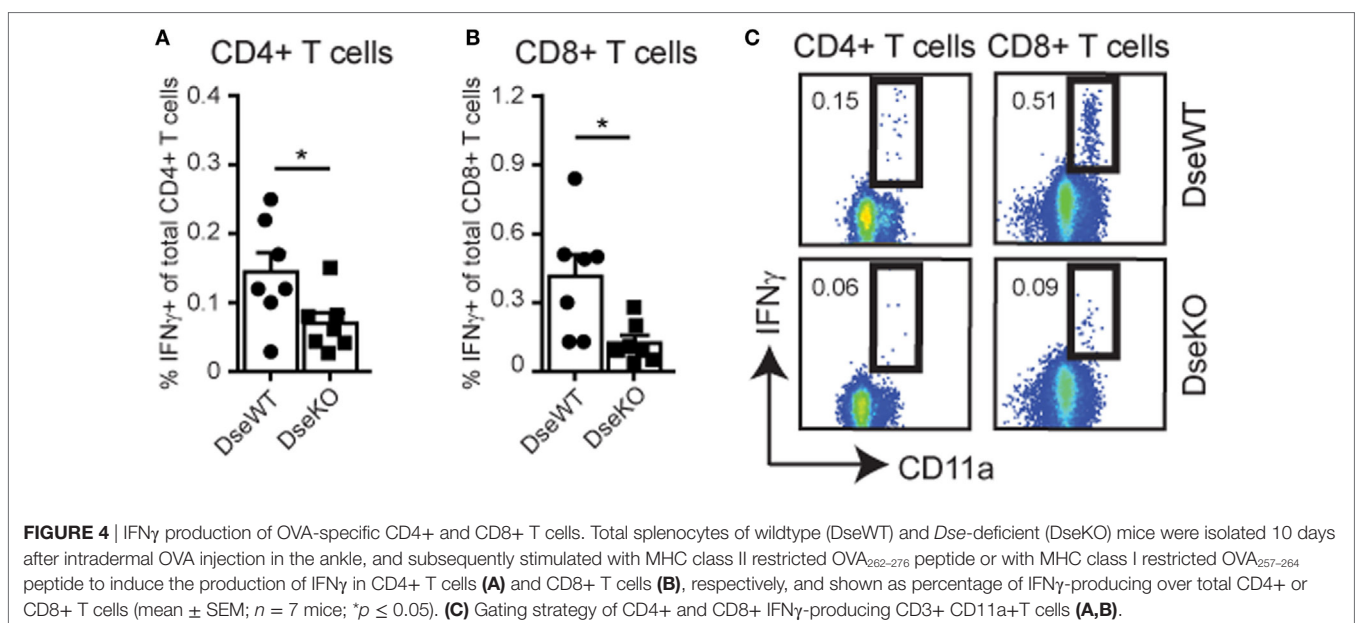 A
CD4+ T cells
% IFNγ+ of total CD4+ T cells
0.4
0.3
0.2
0.1
0
*
DseWT
DseKO
B
CD8+ T cells
% IFNγ+ of total CD8+ T cells
1.2
0.9
0.6
0.3
0
*
DseWT
DseKO
C
CD4+ T cells CD8+ T cells
0.15 0.51
DseWT
0.06 0.09
DseKO
IFNγ
CD11a
FIGURE 4 | IFNγ production of OVA-specific CD4+ and CD8+ T cells. Total splenocytes of wildtype (DseWT) and Dse-deficient (DseKO) mice were isolated 10 days
after intradermal OVA injection in the ankle, and subsequently stimulated with MHC class II restricted OVA262–276 peptide or with MHC class I restricted OVA257–264
peptide to induce the production of IFNγ in CD4+ T cells (A) and CD8+ T cells (B), respectively, and shown as percentage of IFNγ-producing over total CD4+ or
CD8+ T cells (mean ± SEM; n = 7 mice; *p ≤ 0.05). (C) Gating strategy of CD4+ and CD8+ IFNγ-producing CD3+ CD11a+T cells (A,B).